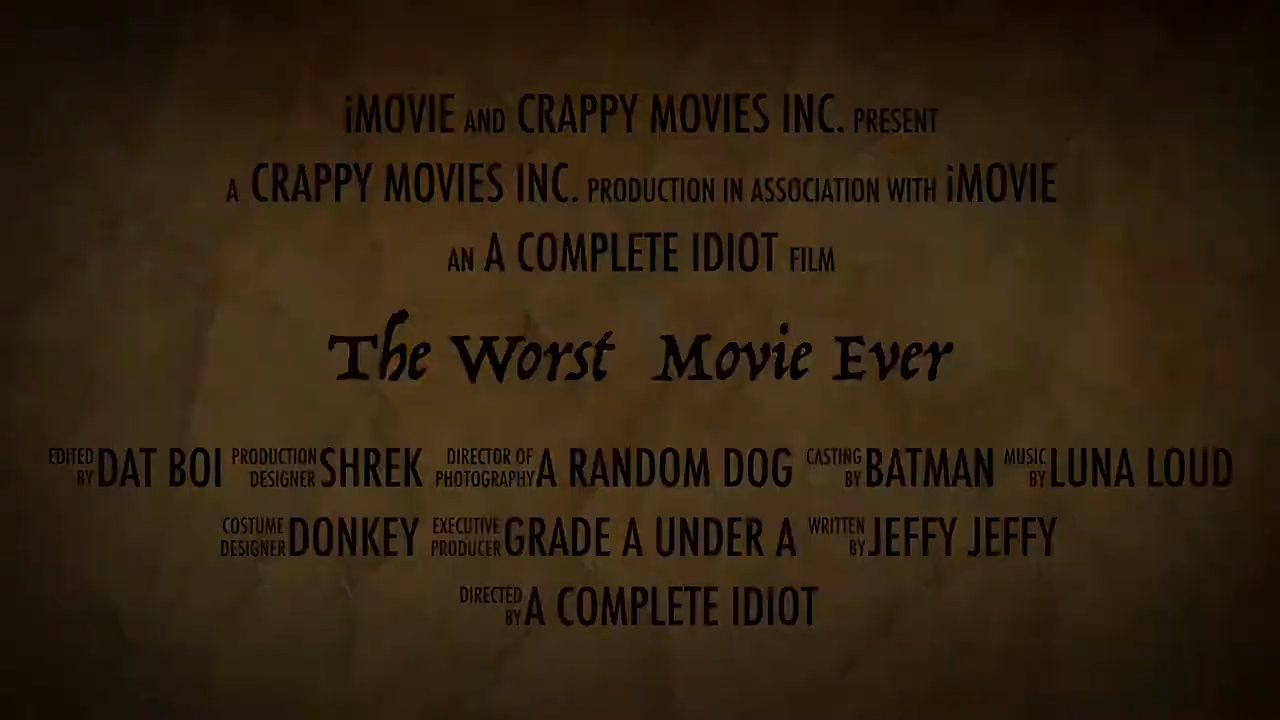 iMOVIE AND CRAPPY MOVIES INC. PRESENT
A CRAPPY MOVIES INC. PRODUCTION IN ASSOCIATION WITH iMOVIE
AN A COMPLETE IDIOT FILM
The Worst Movie Ever
EDITED BY DAT BOI PRODUCTION DESIGNER SHREK DIRECTOR OF PHOTOGRAPHY A RANDOM DOG CASTING BY BATMAN MUSIC BY LUNA LOUD
COSTUME DESIGNER DONKEY EXECUTIVE PRODUCER GRADE A UNDER A WRITTEN BY JEFFY JEFFY
DIRECTED BY A COMPLETE IDIOT